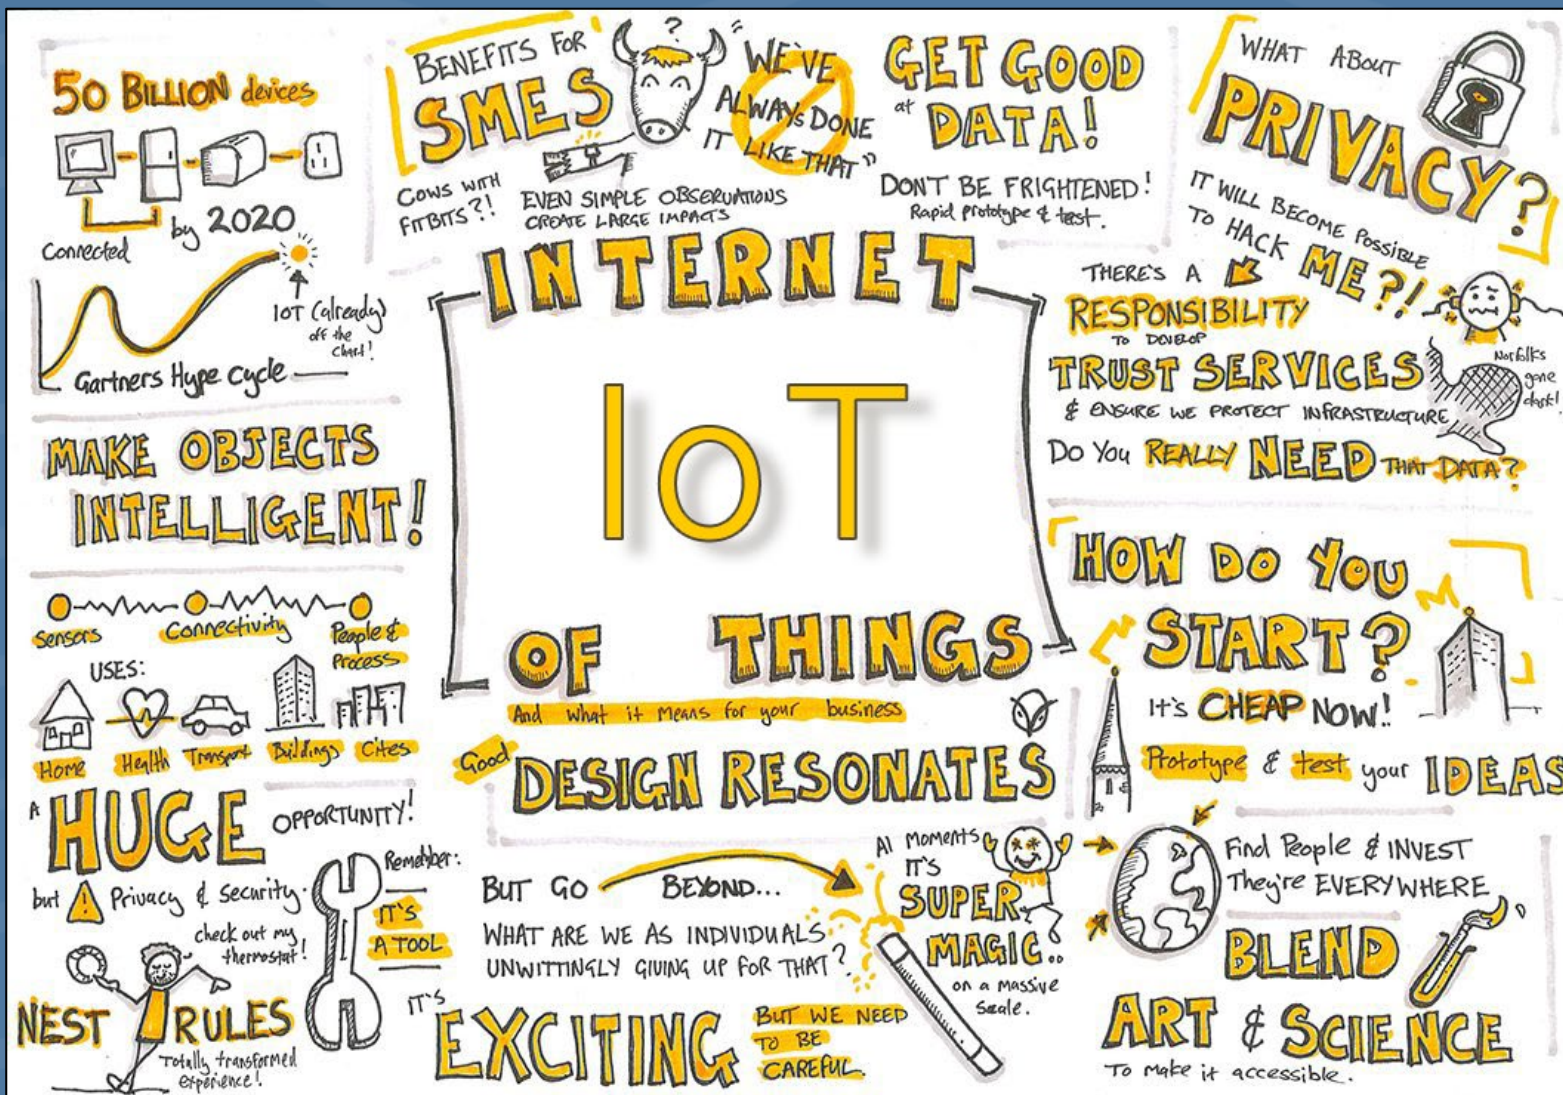 50 BILLION devices
Connected
by 2020
IoT (already)
off the
chart!
Gartners Hype Cycle
MAKE OBJECTS
INTELLIGENT!
Sensors
Connectivity
People &
Process
USES:
Home
Health
Transport
Buildings
Cites
A
HUGE
OPPORTUNITY!
but
!
Privacy & Security.
check out my
thermostat!
NEST RULES
Totally transformed
experience!
Remember:
IT'S
A TOOL
BENEFITS FOR
SMES
?
COWS WITH
FITBITS?!
EVEN SIMPLE OBSERVATIONS
CREATE LARGE IMPACTS
"WE'VE
ALWAYS DONE
IT LIKE THAT"
GET GOOD
at DATA!
DON'T BE FRIGHTENED!
Rapid prototype & test.
INTERNET
IoT
OF THINGS
And what it means for your business
Good
DESIGN RESONATES
BUT GO BEYOND...
WHAT ARE WE AS INDIVIDUALS
UNWITTINGLY GIVING UP FOR THAT?
IT'S
EXCITING
BUT WE NEED
TO BE
CAREFUL.
AI MOMENTS
IT'S
SUPER
MAGIC..
on a massive
scale.
WHAT ABOUT
PRIVACY?
IT WILL BECOME POSSIBLE
TO HACK ME?!
THERE'S A
RESPONSIBILITY
TO DEVELOP
TRUST SERVICES
& ENSURE WE PROTECT INFRASTRUCTURE
Norfolks
gone
dark!
DO YOU REALLY NEED THAT DATA?
HOW DO YOU
START?
IT'S CHEAP NOW!
Prototype & test your IDEAS
Find People & INVEST
They're EVERYWHERE
BLEND
ART & SCIENCE
To make it accessible.